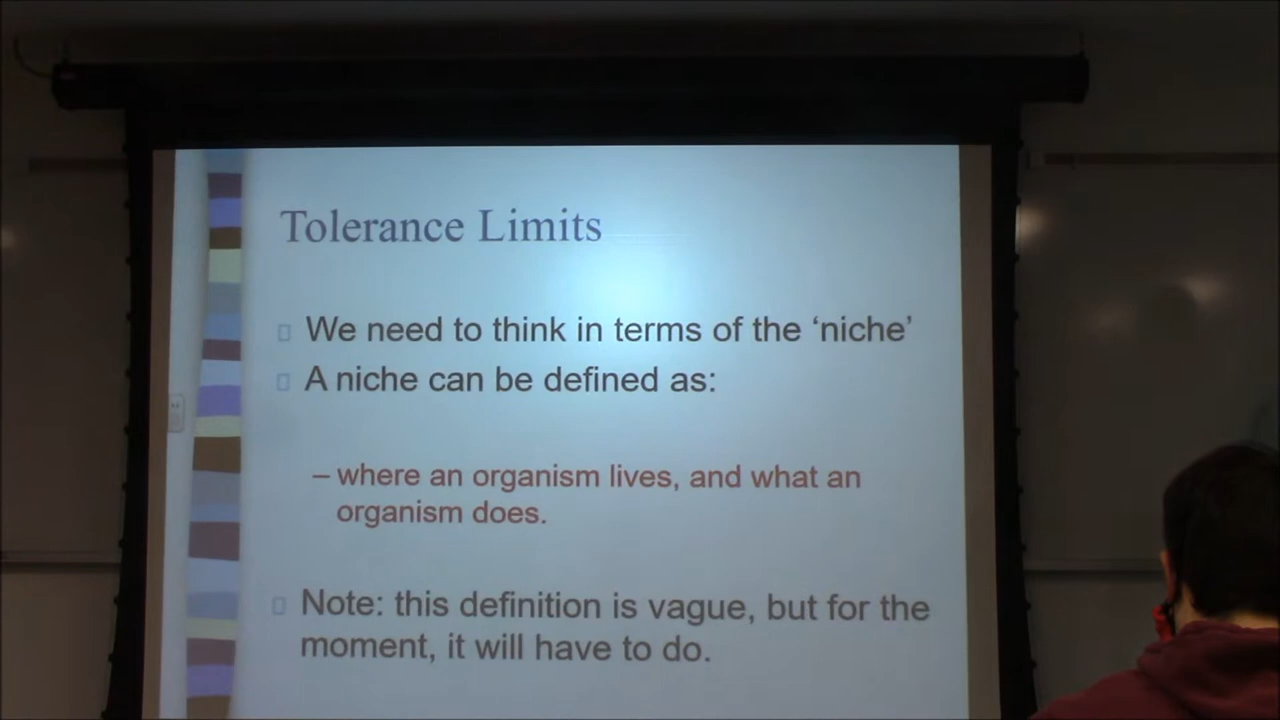 Tolerance Limits
We need to think in terms of the ‘niche’
A niche can be defined as:
– where an organism lives, and what an
organism does.
Note: this definition is vague, but for the
moment, it will have to do.